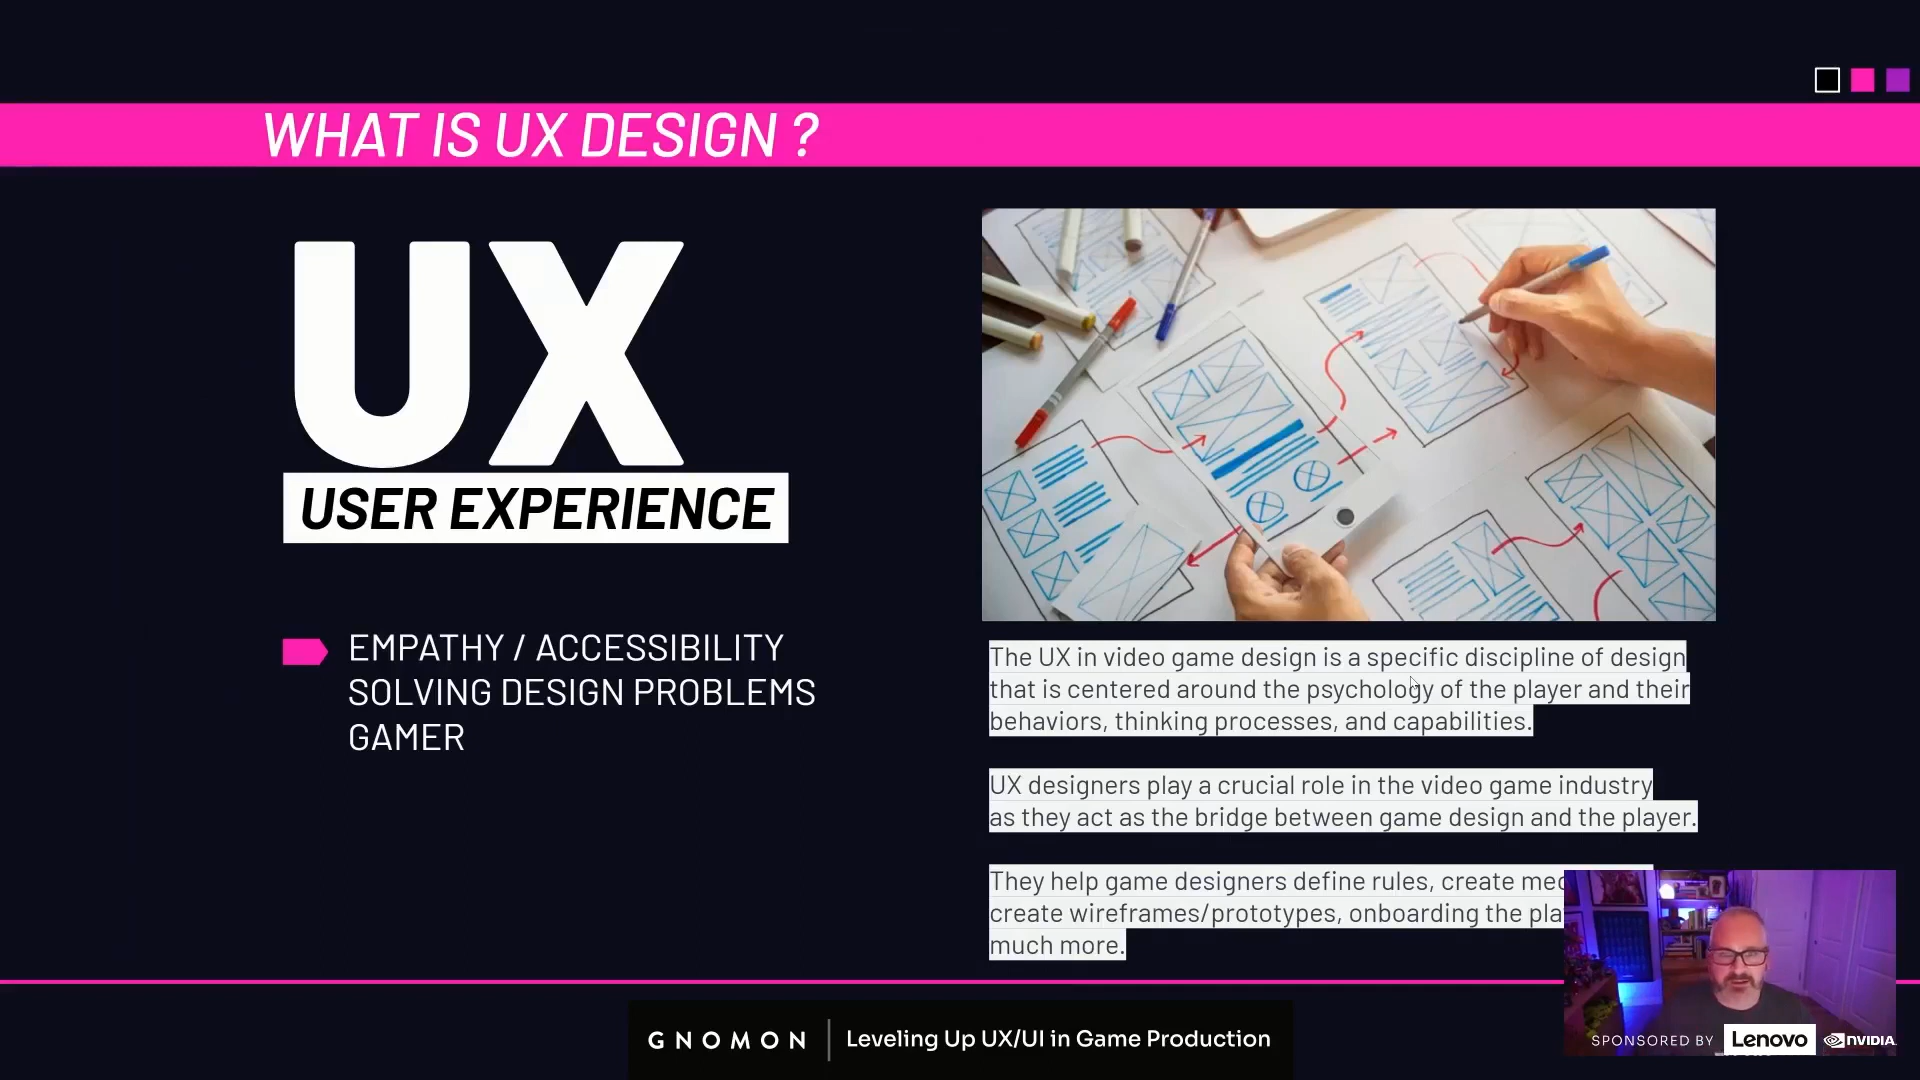 WHAT IS UX DESIGN ?
UX
USER EXPERIENCE
EMPATHY / ACCESSIBILITY
SOLVING DESIGN PROBLEMS
GAMER
The UX in video game design is a specific discipline of design
that is centered around the psychology of the player and their
behaviors, thinking processes, and capabilities.
UX designers play a crucial role in the video game industry
as they act as the bridge between game design and the player.
They help game designers define rules, create
create wireframes/prototypes, onboarding the
much more.
GNOMON
Leveling Up UX/UI in Game Production
SPONSORED BY Lenovo NVIDIA